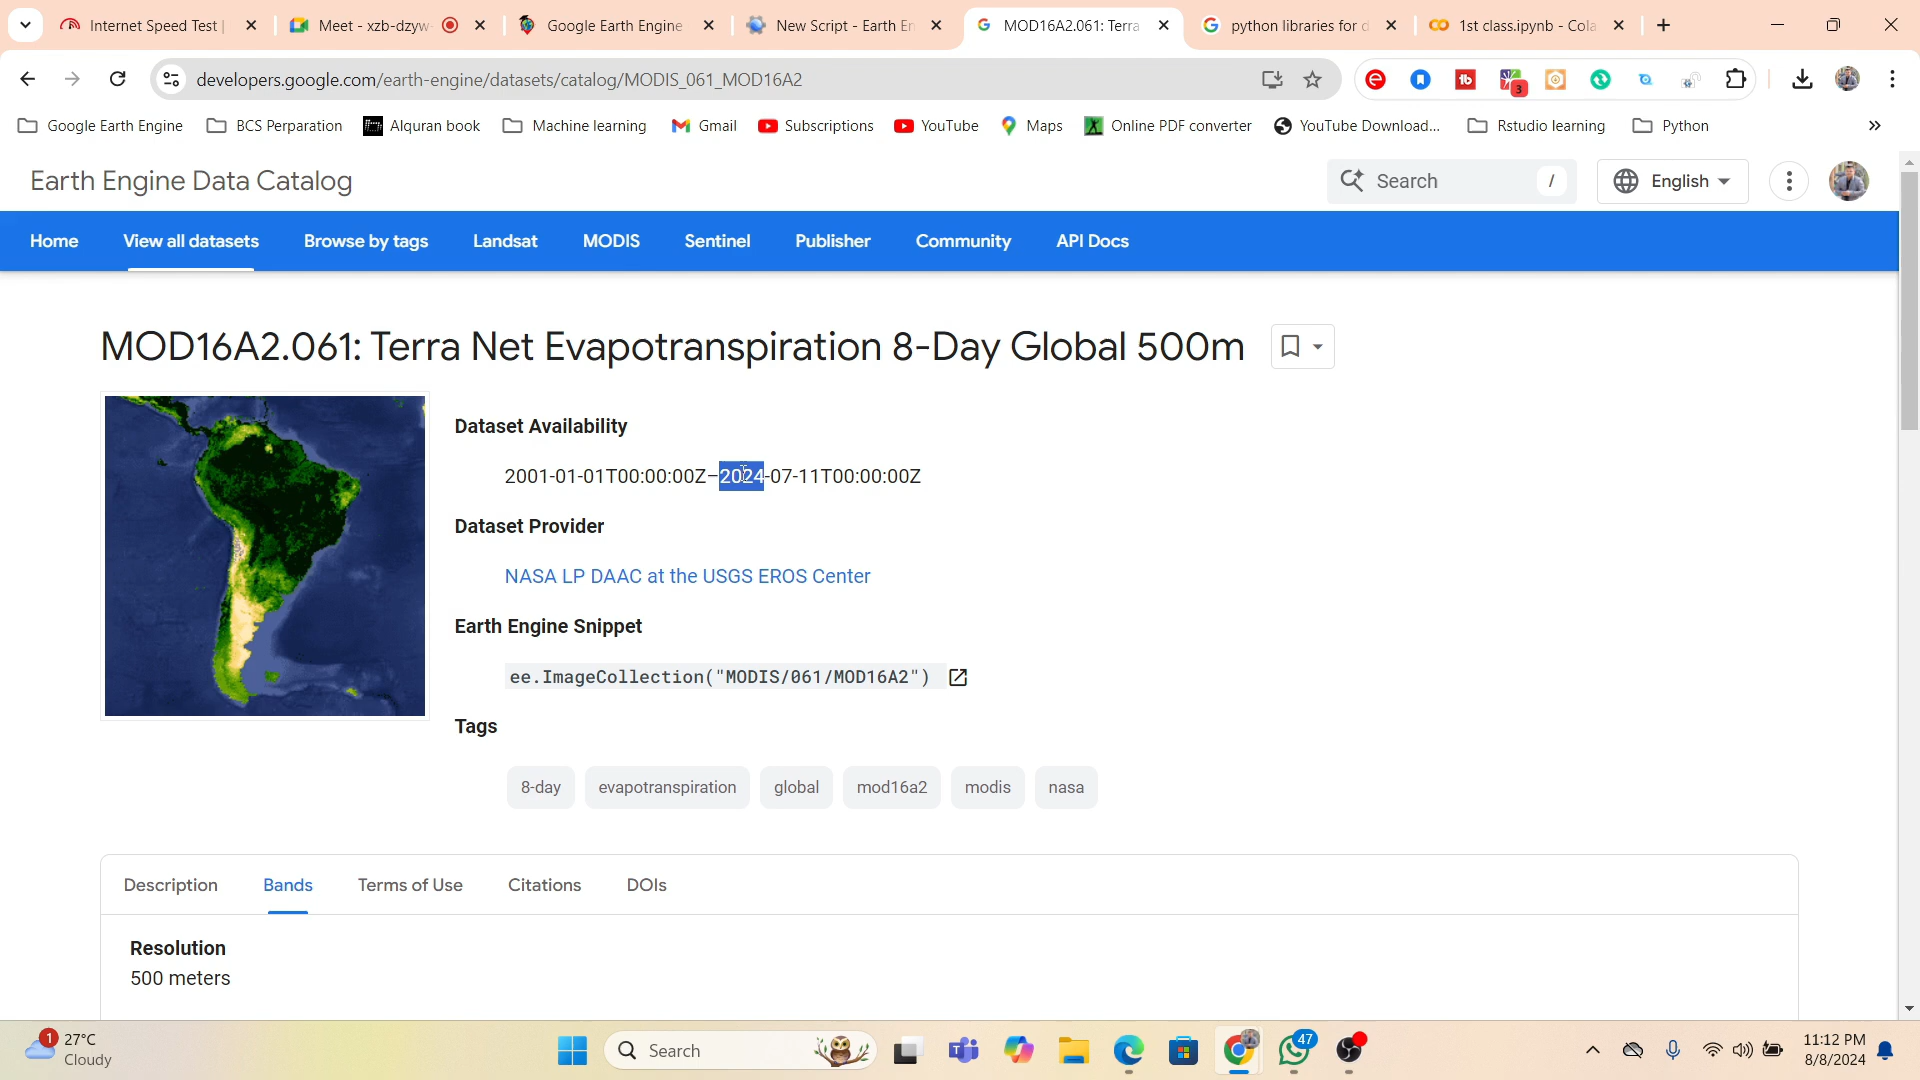 Internet Speed Test |
Meet - xzb-dzyw
Google Earth Engine
New Script - Earth En
MOD16A2.061: Terra
python libraries for d
1st class.ipynb - Cola
developers.google.com/earth-engine/datasets/catalog/MODIS_061_MOD16A2
3
Google Earth Engine
BCS Perparation
Alquran book
Machine learning
Gmail
Subscriptions
YouTube
Maps
Online PDF converter
YouTube Download...
Rstudio learning
Python
Earth Engine Data Catalog
Search
/
English
Home
View all datasets
Browse by tags
Landsat
MODIS
Sentinel
Publisher
Community
API Docs
MOD16A2.061: Terra Net Evapotranspiration 8-Day Global 500m
Dataset Availability
2001-01-01T00:00:00Z–2024-07-11T00:00:00Z
Dataset Provider
NASA LP DAAC at the USGS EROS Center
Earth Engine Snippet
ee.ImageCollection("MODIS/061/MOD16A2")
Tags
8-day
evapotranspiration
global
mod16a2
modis
nasa
Description
Bands
Terms of Use
Citations
DOIs
Resolution
500 meters
1
27°C
Cloudy
Search
47
11:12 PM
8/8/2024